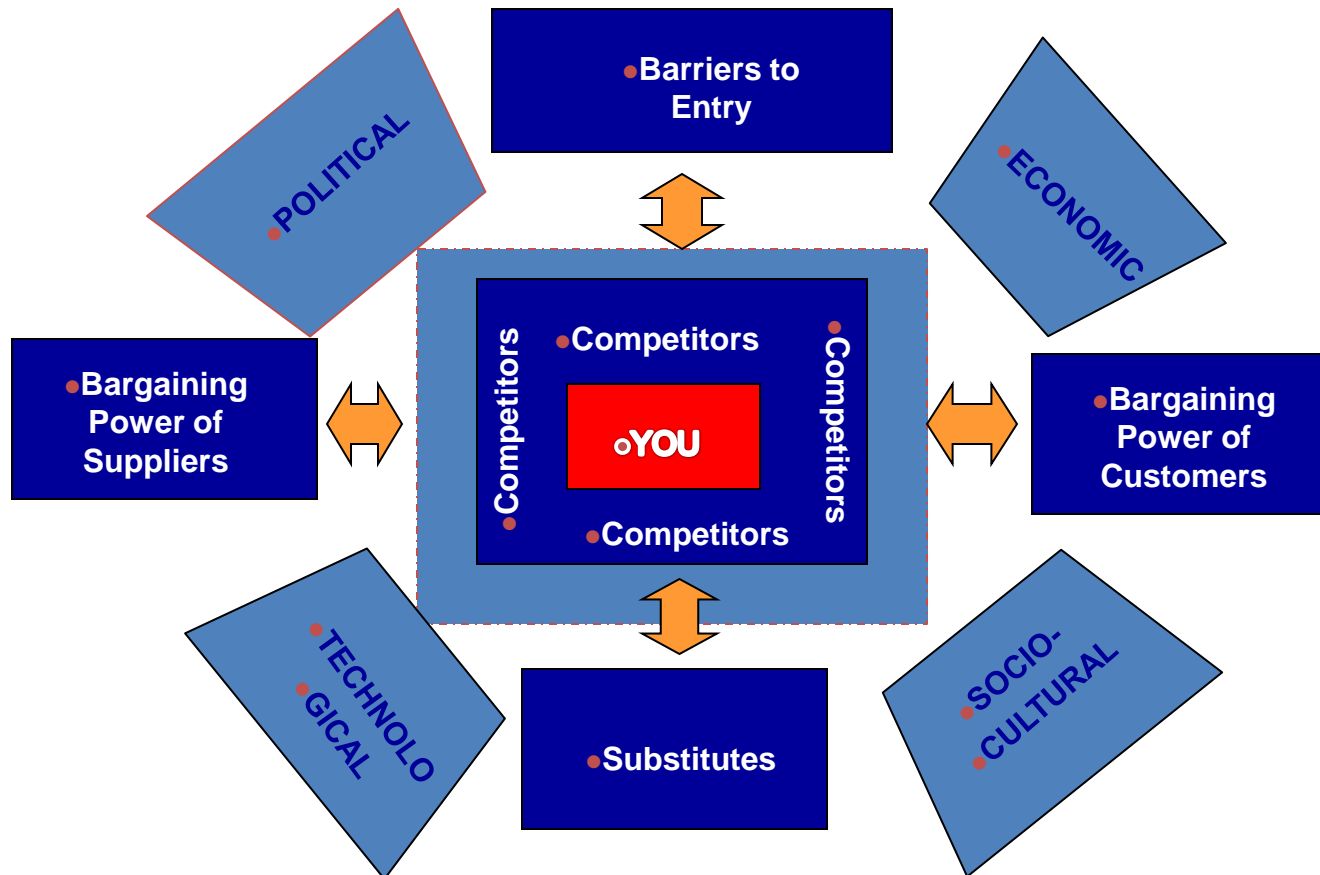 •Barriers to
Entry
•POLITICAL
•ECONOMIC
•Competitors
•Competitors
•Competitors
•Bargaining
Power of
Suppliers
•YOU
•Bargaining
Power of
Customers
•Competitors
•TECHNOLO
•GICAL
•SOCIO-
•CULTURAL
•Substitutes